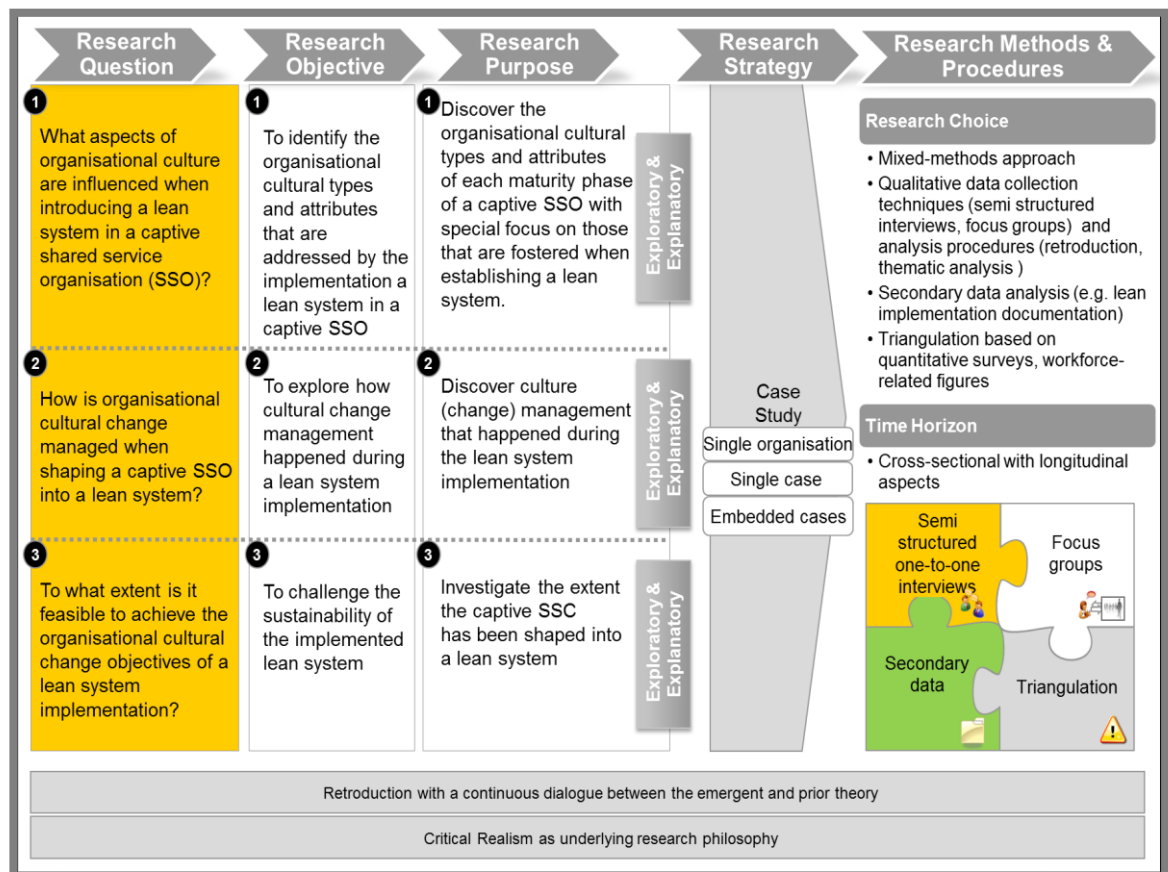 Research
Question
Research
Objective
Research
Purpose
Research
Strategy
Research Methods &
Procedures
1
What aspects of
organisational culture
are influenced when
introducing a lean
system in a captive
shared service
organisation (SSO)?
1
To identify the
organisational
cultural types
and attributes
that are
addressed by the
implementation a
lean system in a
captive SSO
1
Discover the
organisational cultural
types and attributes
of each maturity phase
of a captive SSO with
special focus on those
that are fostered when
establishing a lean
system.
Exploratory &
Explanatory
2
How is organisational
cultural change
managed when
shaping a captive SSO
into a lean system?
2
To explore how
cultural change
management
happened during
a lean system
implementation
2
Discover culture
(change) management
that happened during
the lean system
implementation
Exploratory &
Explanatory
3
To what extent is it
feasible to achieve the
organisational cultural
change objectives of a
lean system
implementation?
3
To challenge the
sustainability of
the implemented
lean system
3
Investigate the extent
the captive SSC
has been shaped into
a lean system
Exploratory &
Explanatory
Case
Study
Single organisation
Single case
Embedded cases
Research Choice
• Mixed-methods approach
• Qualitative data collection
techniques (semi structured
interviews, focus groups) and
analysis procedures (retroduction,
thematic analysis )
• Secondary data analysis (e.g. lean
implementation documentation)
• Triangulation based on
quantitative surveys, workforce-
related figures
Time Horizon
• Cross-sectional with longitudinal
aspects
Semi
structured
one-to-one
interviews
Focus
groups
Secondary
data
Triangulation
Retroduction with a continuous dialogue between the emergent and prior theory
Critical Realism as underlying research philosophy